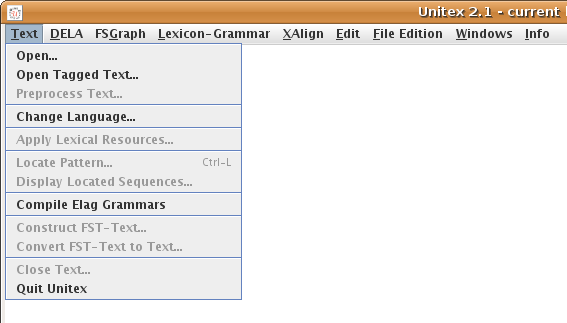 Unitex 2.1 - current
Text DELA FSGraph Lexicon-Grammar XAlign Edit File Edition Windows Info
Open...
Open Tagged Text...
Preprocess Text...
Change Language...
Apply Lexical Resources...
Locate Pattern... Ctrl-L
Display Located Sequences...
Compile Elag Grammars
Construct FST-Text...
Convert FST-Text to Text...
Close Text...
Quit Unitex